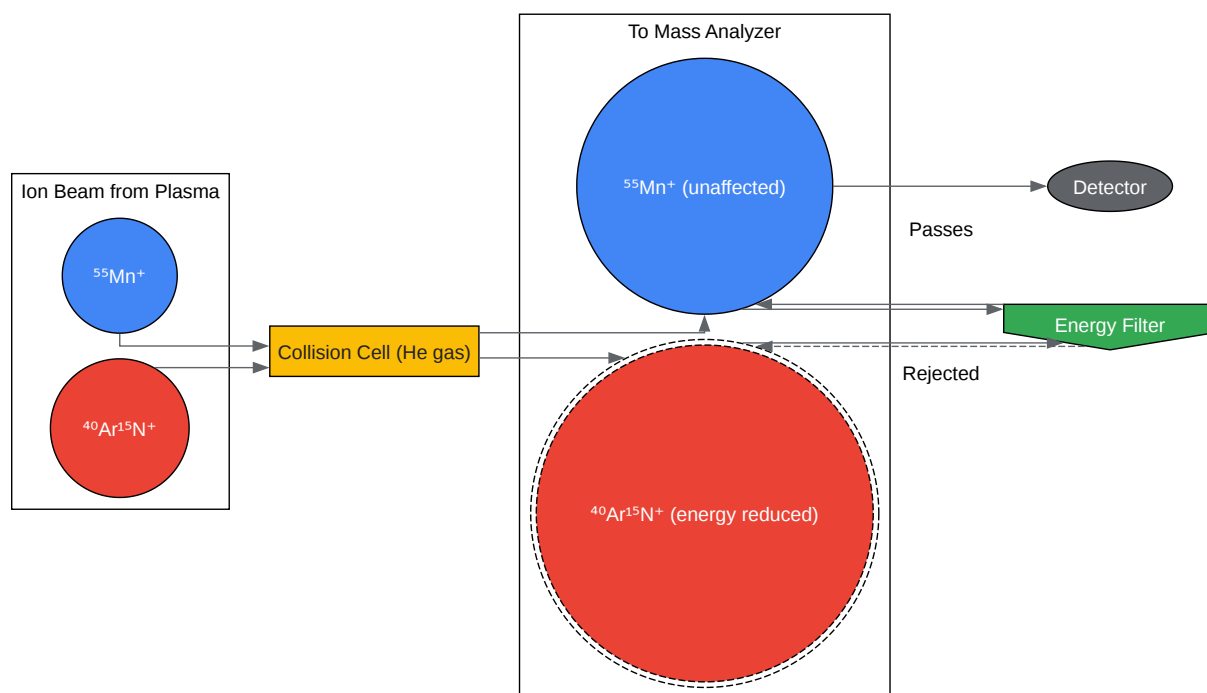 To Mass Analyzer
Ion Beam from Plasma
⁵⁵Mn⁺
⁴⁰Ar¹⁵N⁺
Collision Cell (He gas)
⁵⁵Mn⁺ (unaffected)
⁴⁰Ar¹⁵N⁺ (energy reduced)
Detector
Passes
Energy Filter
Rejected